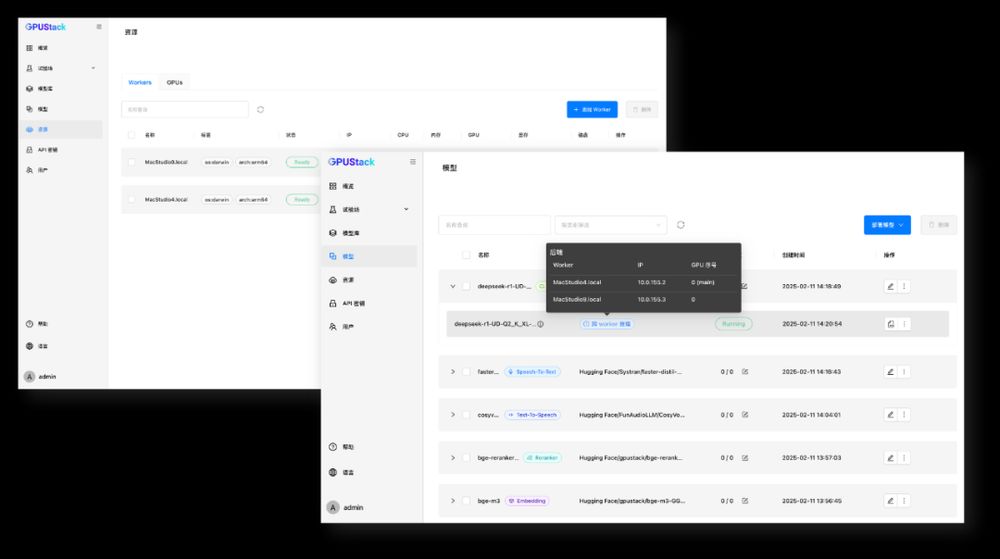 GPUStack
资源
概览
试验场
模型库
模型
资源
API 密钥
用户
帮助
语言
A admin
Workers GPUs
名称查询
+ 添加 Worker 删除
名称 标签 状态 IP CPU 内存 GPU 显存 磁盘 操作
MacStudio9.local os:darwin arch:arm64 Ready
MacStudio4.local os:darwin arch:arm64 Ready
GPUStack
概览
试验场
模型库
模型
资源
API 密钥
用户
帮助
语言
A admin
模型
名称查询
部署模型 删除
名称 创建时间 操作
后端
Worker IP GPU 序号
MacStudio4.local 10.0.155.2 0 (main)
MacStudio9.local 10.0.155.3 0
deepseek-r1-UD-... 2025-02-11 14:18:49
deepseek-r1-UD-Q2_K_XL-... 跨 worker 推理 Running 2025-02-11 14:20:54
faster... Speech-To-Text Hugging Face/Systran/faster-distil-... 0 / 0 2025-02-11 14:18:43
cosyv... Text-To-Speech Hugging Face/FunAudioLLM/CosyVo... 0 / 0 2025-02-11 14:04:01
bge-reranker... Reranker Hugging Face/gpustack/bge-rerank... 0 / 0 2025-02-11 13:57:03
bge-m3 Embedding Hugging Face/gpustack/bge-m3-GG... 0 / 0 2025-02-11 13:56:45